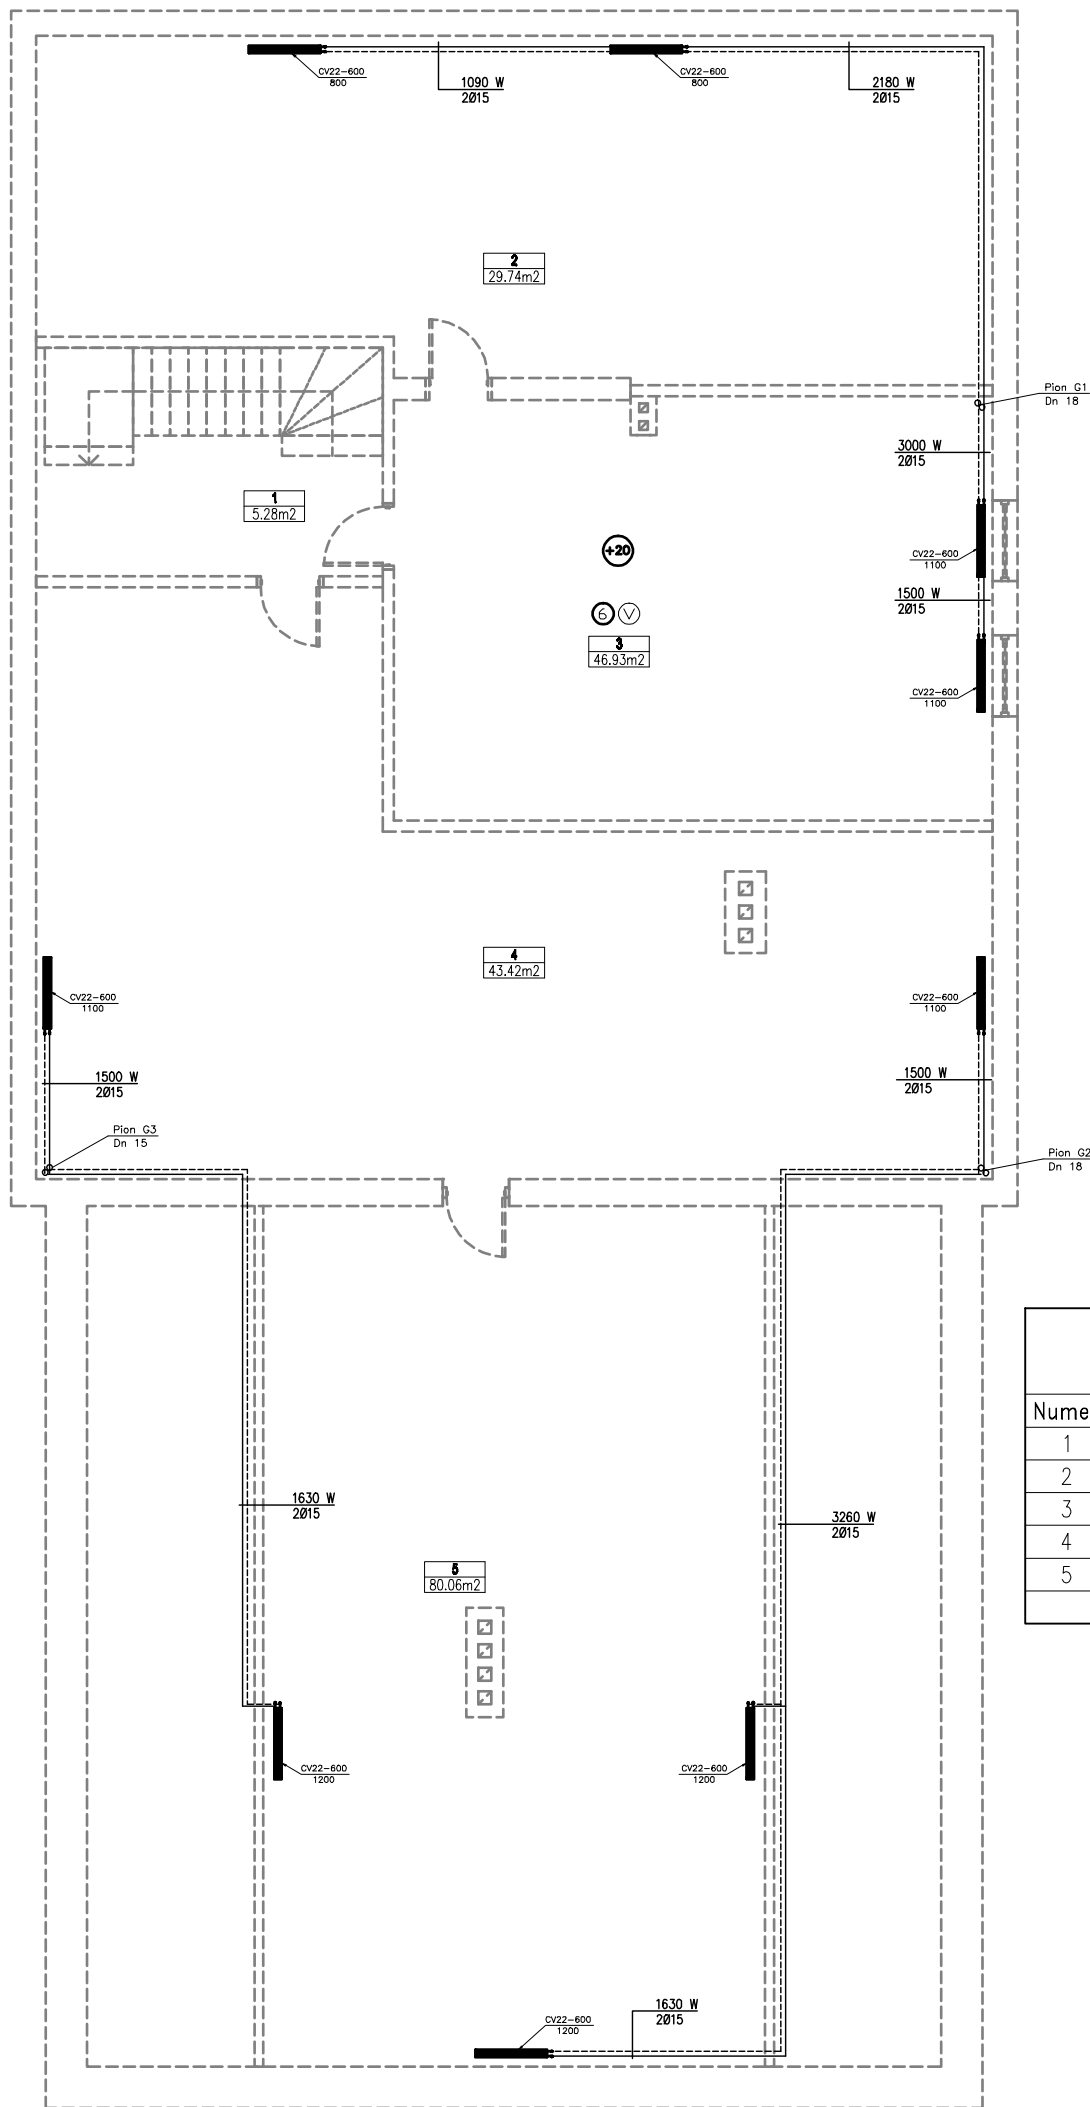 CV22-600
800
1090 W
2Ø15
CV22-600
800
2180 W
2Ø15
2
29.74m2
Pion G1
Dn 18
3000 W
2Ø15
1
5.28m2
+20
CV22-600
1100
1500 W
2Ø15
6 V
3
46.93m2
CV22-600
1100
4
43.42m2
CV22-600
1100
CV22-600
1100
1500 W
2Ø15
1500 W
2Ø15
Pion G3
Dn 15
Pion G2
Dn 18
Nume
1
2
3
4
5
1630 W
2Ø15
3260 W
2Ø15
5
80.06m2
CV22-600
1200
CV22-600
1200
1630 W
2Ø15
CV22-600
1200